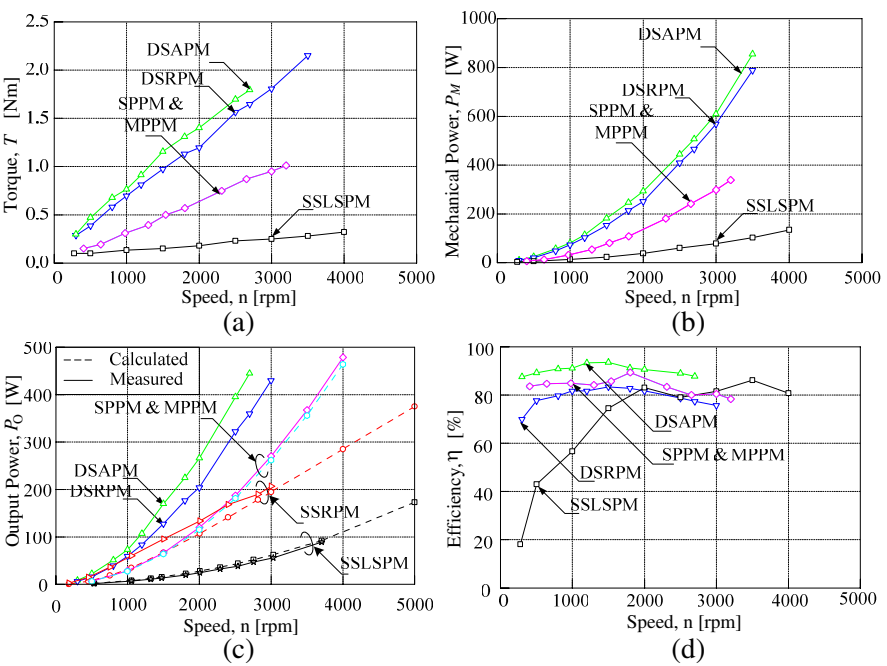 2.5
2.0
1.5
1.0
0.5
0.0
Torque, T [Nm]
DSAPM
DSRPM
SPPM &
MPPM
SSLSPM
0 1000 2000 3000 4000 5000
Speed, n [rpm]
(a)
1000
800
600
400
200
0
Mechanical Power, P_M [W]
DSAPM
DSRPM
SPPM &
MPPM
SSLSPM
0 1000 2000 3000 4000 5000
Speed, n [rpm]
(b)
500
400
300
200
100
0
Output Power, P_O [W]
Calculated
Measured
SPPM & MPPM
DSAPM
DSRPM
SSRPM
SSLSPM
0 1000 2000 3000 4000 5000
Speed, n [rpm]
(c)
100
80
60
40
20
0
Efficiency, η [%]
DSAPM
SPPM & MPPM
DSRPM
SSLSPM
0 1000 2000 3000 4000 5000
Speed, n [rpm]
(d)